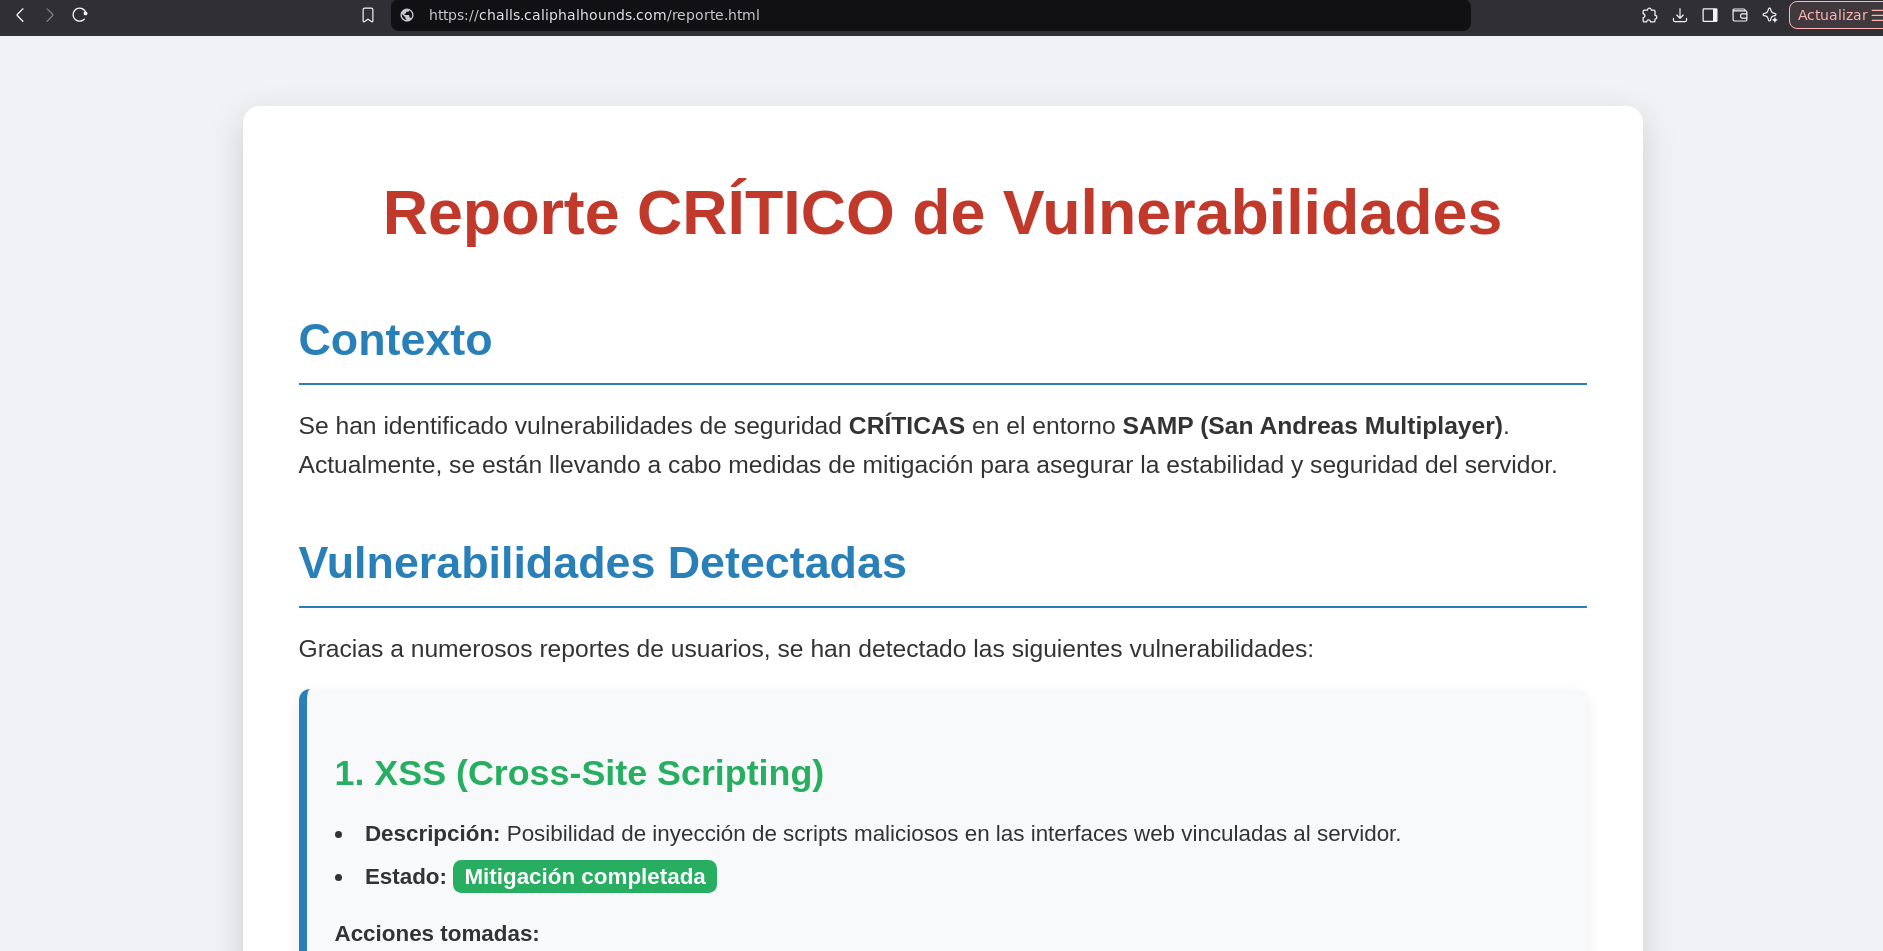 https://challs.caliphalhounds.com/reporte.html
Actualizar
Reporte CRÍTICO de Vulnerabilidades
Contexto
Se han identificado vulnerabilidades de seguridad CRÍTICAS en el entorno SAMP (San Andreas Multiplayer).
Actualmente, se están llevando a cabo medidas de mitigación para asegurar la estabilidad y seguridad del servidor.
Vulnerabilidades Detectadas
Gracias a numerosos reportes de usuarios, se han detectado las siguientes vulnerabilidades:
1. XSS (Cross-Site Scripting)
• Descripción: Posibilidad de inyección de scripts maliciosos en las interfaces web vinculadas al servidor.
• Estado: Mitigación completada
Acciones tomadas: